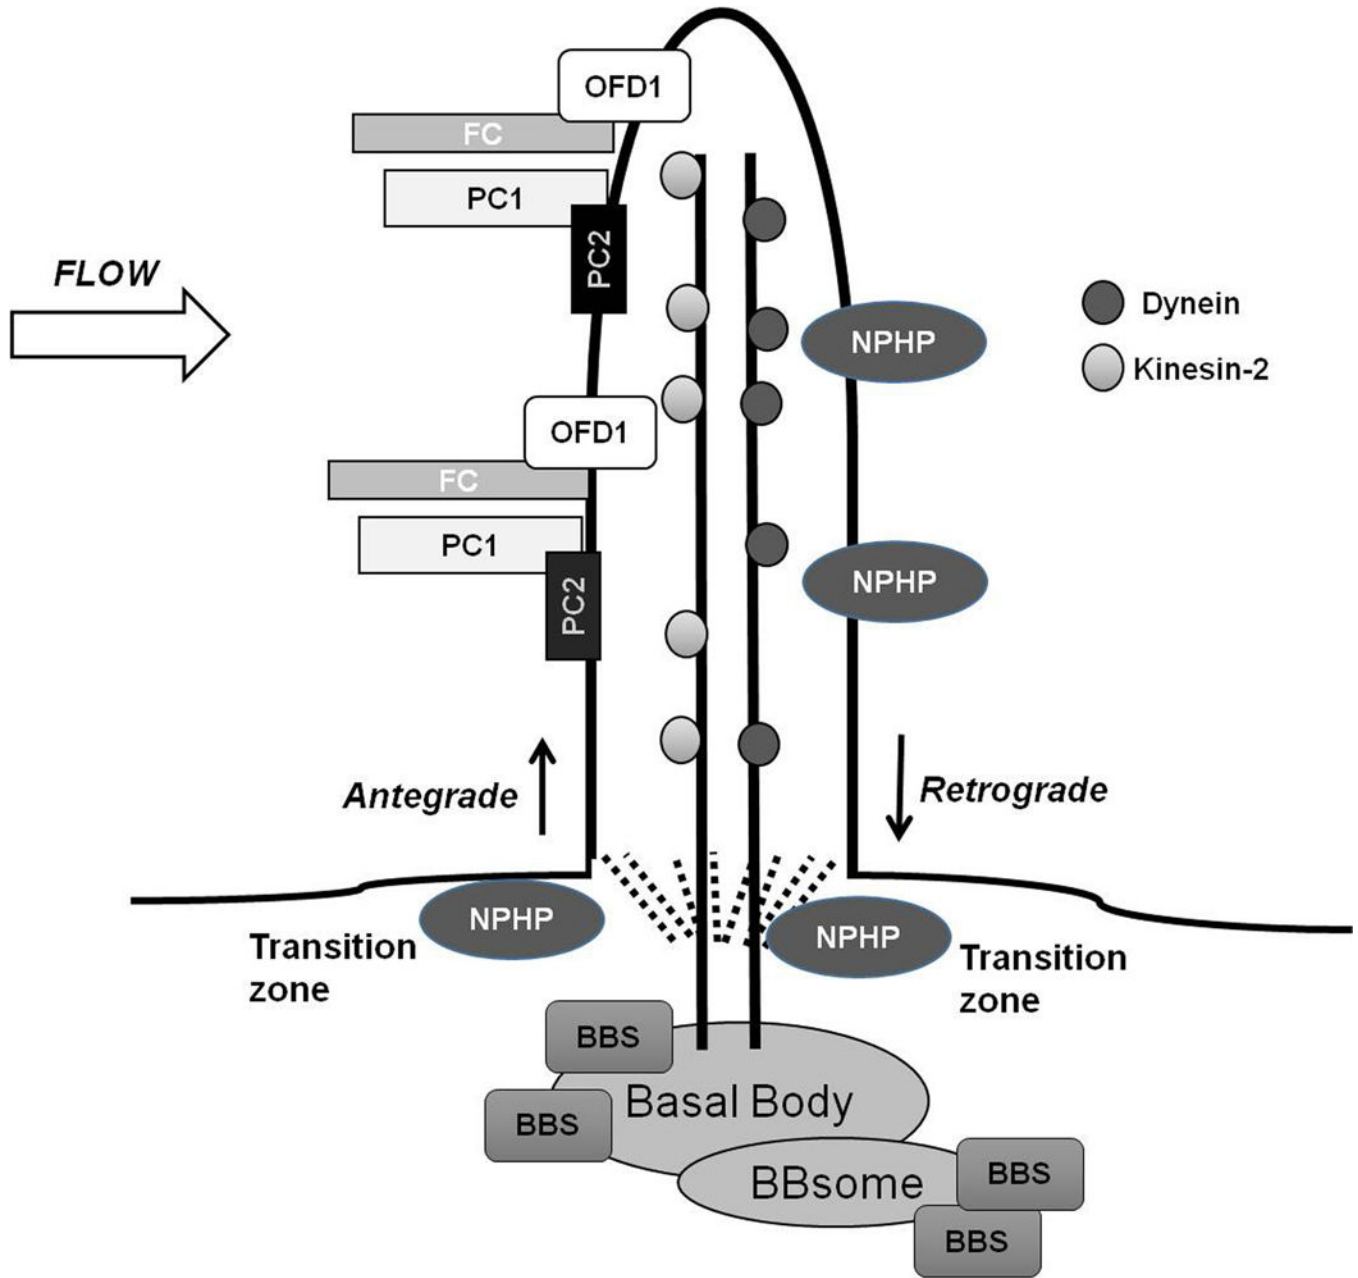 OFD1
FC
PC1
PC2
FLOW
Dynein
NPHP
Kinesin-2
OFD1
FC
PC1
PC2
NPHP
Antegrade
Retrograde
NPHP
NPHP
Transition
zone
Transition
zone
BBS
Basal Body
BBS
BBsome
BBS
BBS